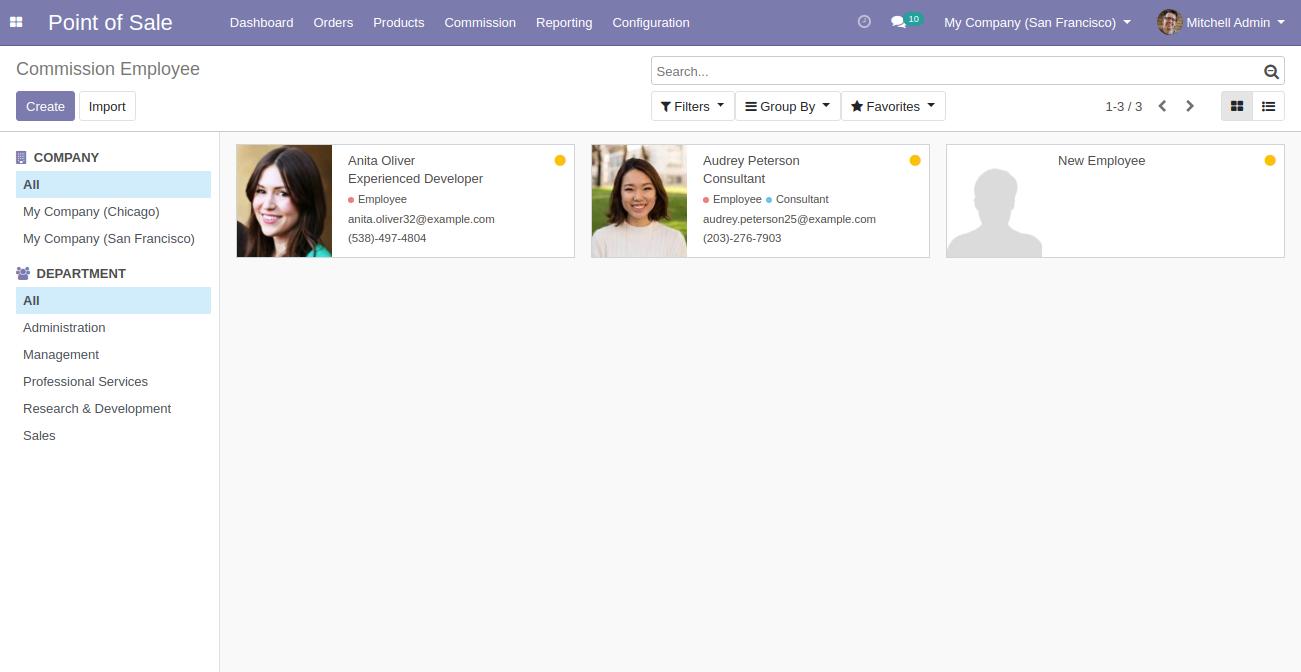 Point of Sale Dashboard Orders Products Commission Reporting Configuration 10 My Company (San Francisco) Mitchell Admin
Commission Employee
Search...
Create Import
Filters Group By Favorites 1-3 / 3
COMPANY
All
My Company (Chicago)
My Company (San Francisco)
DEPARTMENT
All
Administration
Management
Professional Services
Research & Development
Sales
Anita Oliver
Experienced Developer
Employee
anita.oliver32@example.com
(538)-497-4804
Audrey Peterson
Consultant
Employee Consultant
audrey.peterson25@example.com
(203)-276-7903
New Employee